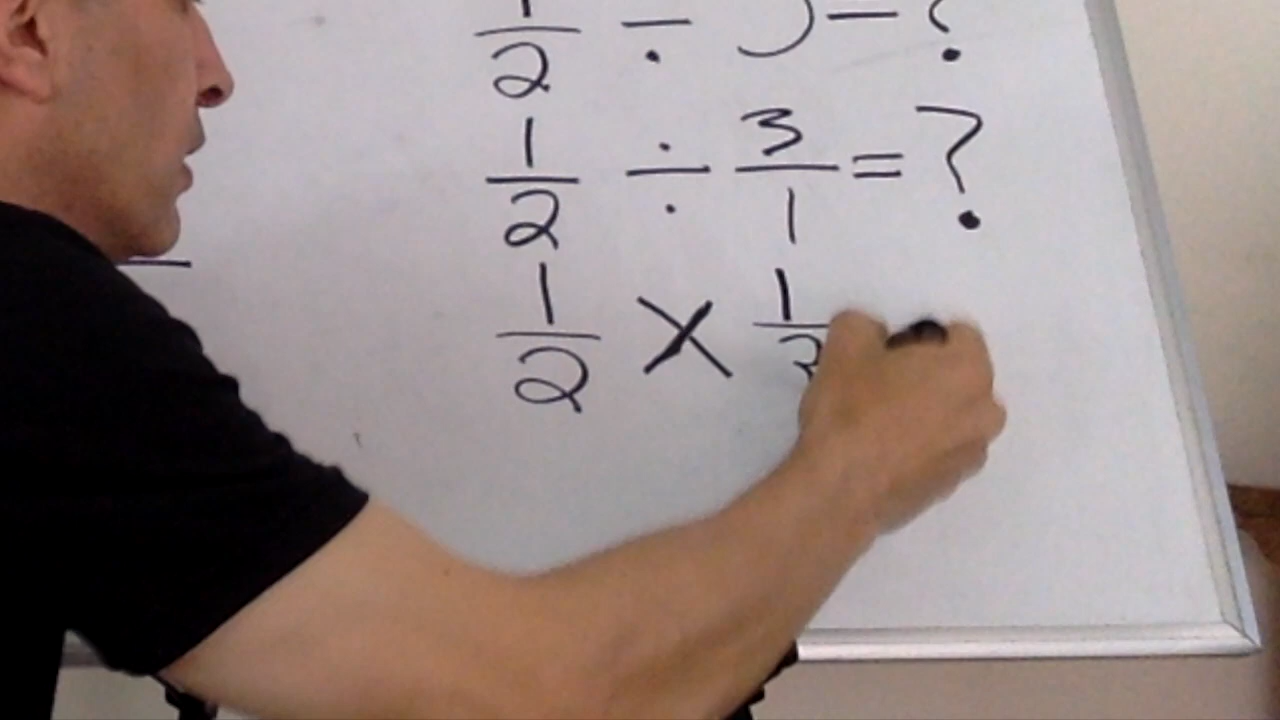 1/2 ÷ 3 = ?
1/2 ÷ 3/1 = ?
1/2 X 1/3